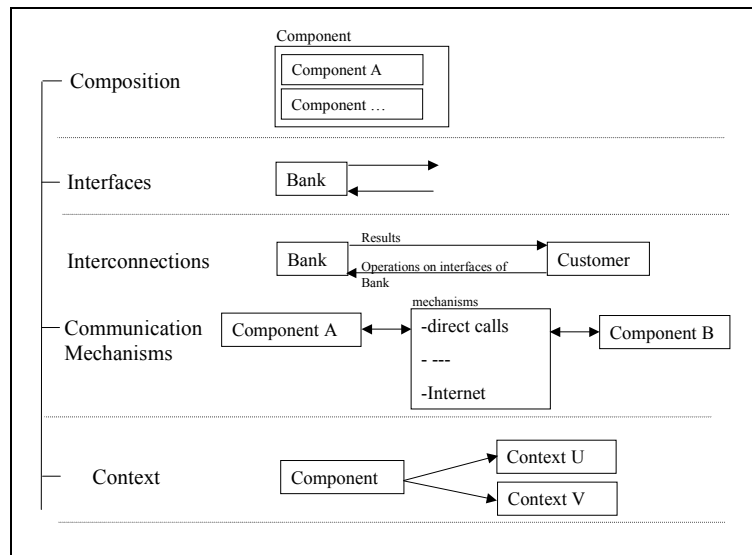 Component
Component A
Component …
Composition
Interfaces
Bank
Interconnections
Bank
Results
Operations on interfaces of
Bank
Customer
Communication
Mechanisms
Component A
mechanisms
-direct calls
- ---
-Internet
Component B
Context
Component
Context U
Context V